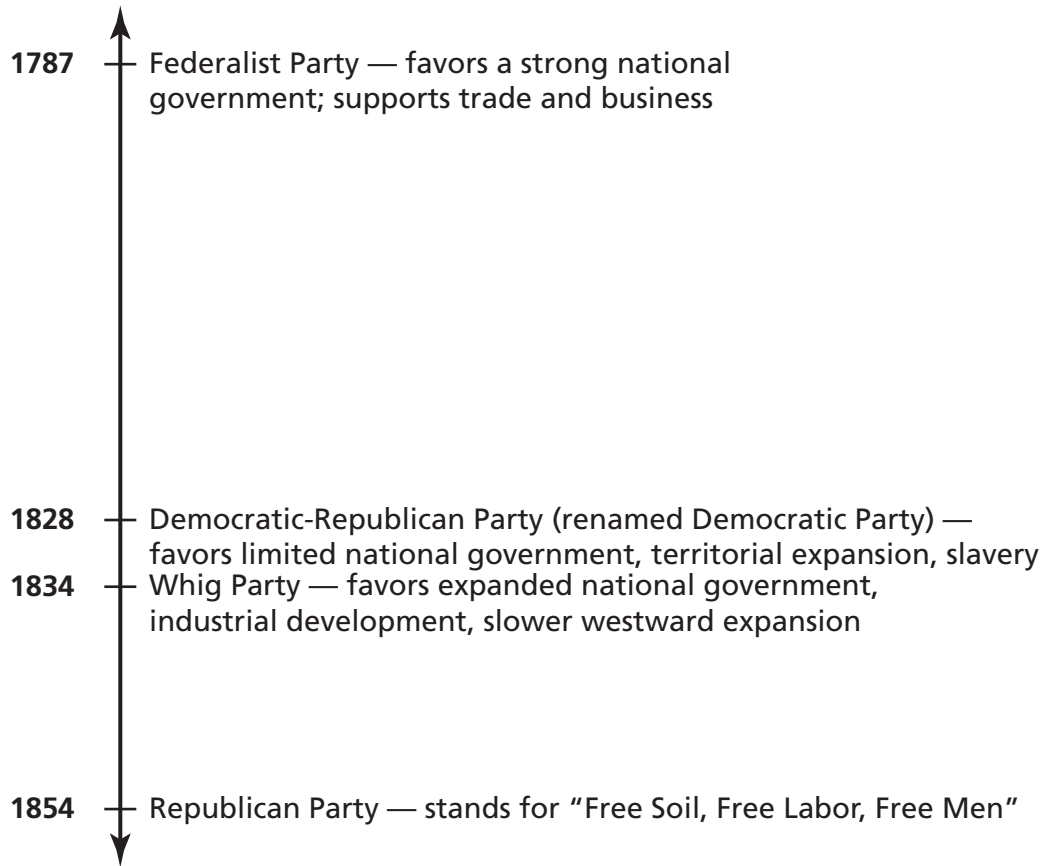 1787 Federalist Party — favors a strong national
government; supports trade and business
1828 Democratic-Republican Party (renamed Democratic Party) —
favors limited national government, territorial expansion, slavery
1834 Whig Party — favors expanded national government,
industrial development, slower westward expansion
1854 Republican Party — stands for “Free Soil, Free Labor, Free Men”